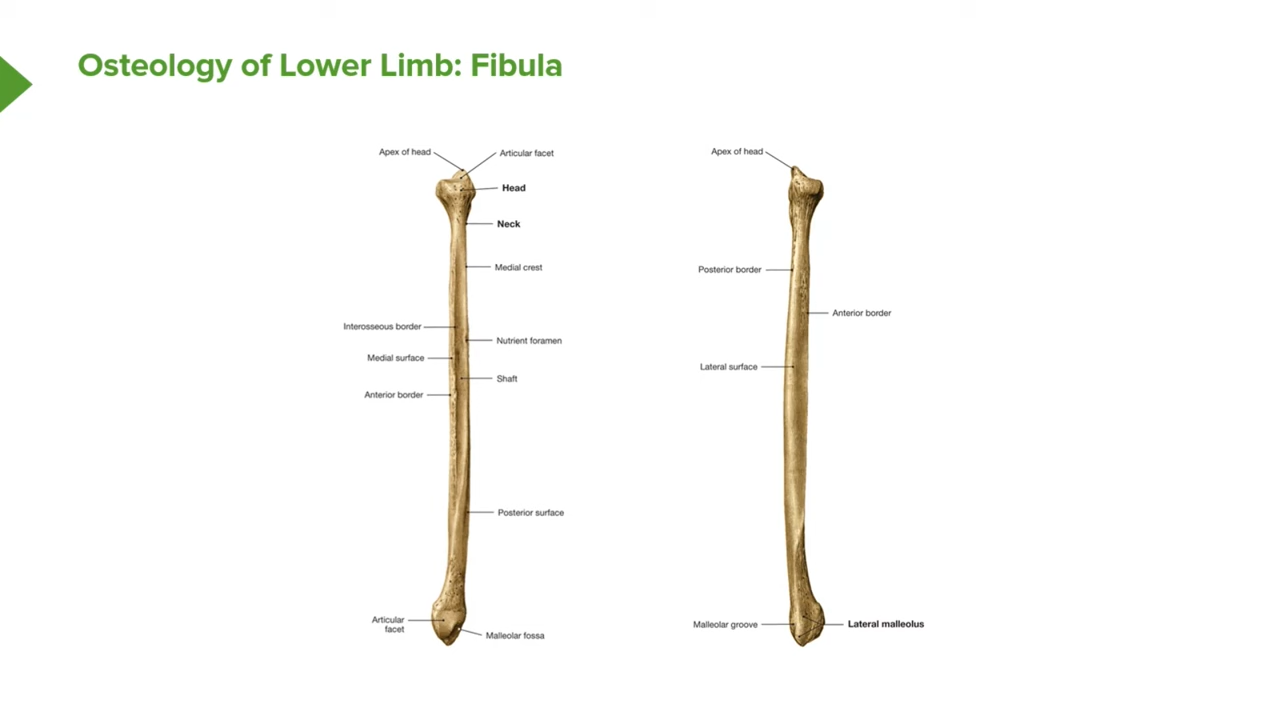 Osteology of Lower Limb: Fibula
Apex of head
Articular facet
Head
Neck
Medial crest
Interosseous border
Nutrient foramen
Medial surface
Shaft
Anterior border
Posterior surface
Articular
facet
Malleolar fossa
Apex of head
Posterior border
Anterior border
Lateral surface
Malleolar groove
Lateral malleolus